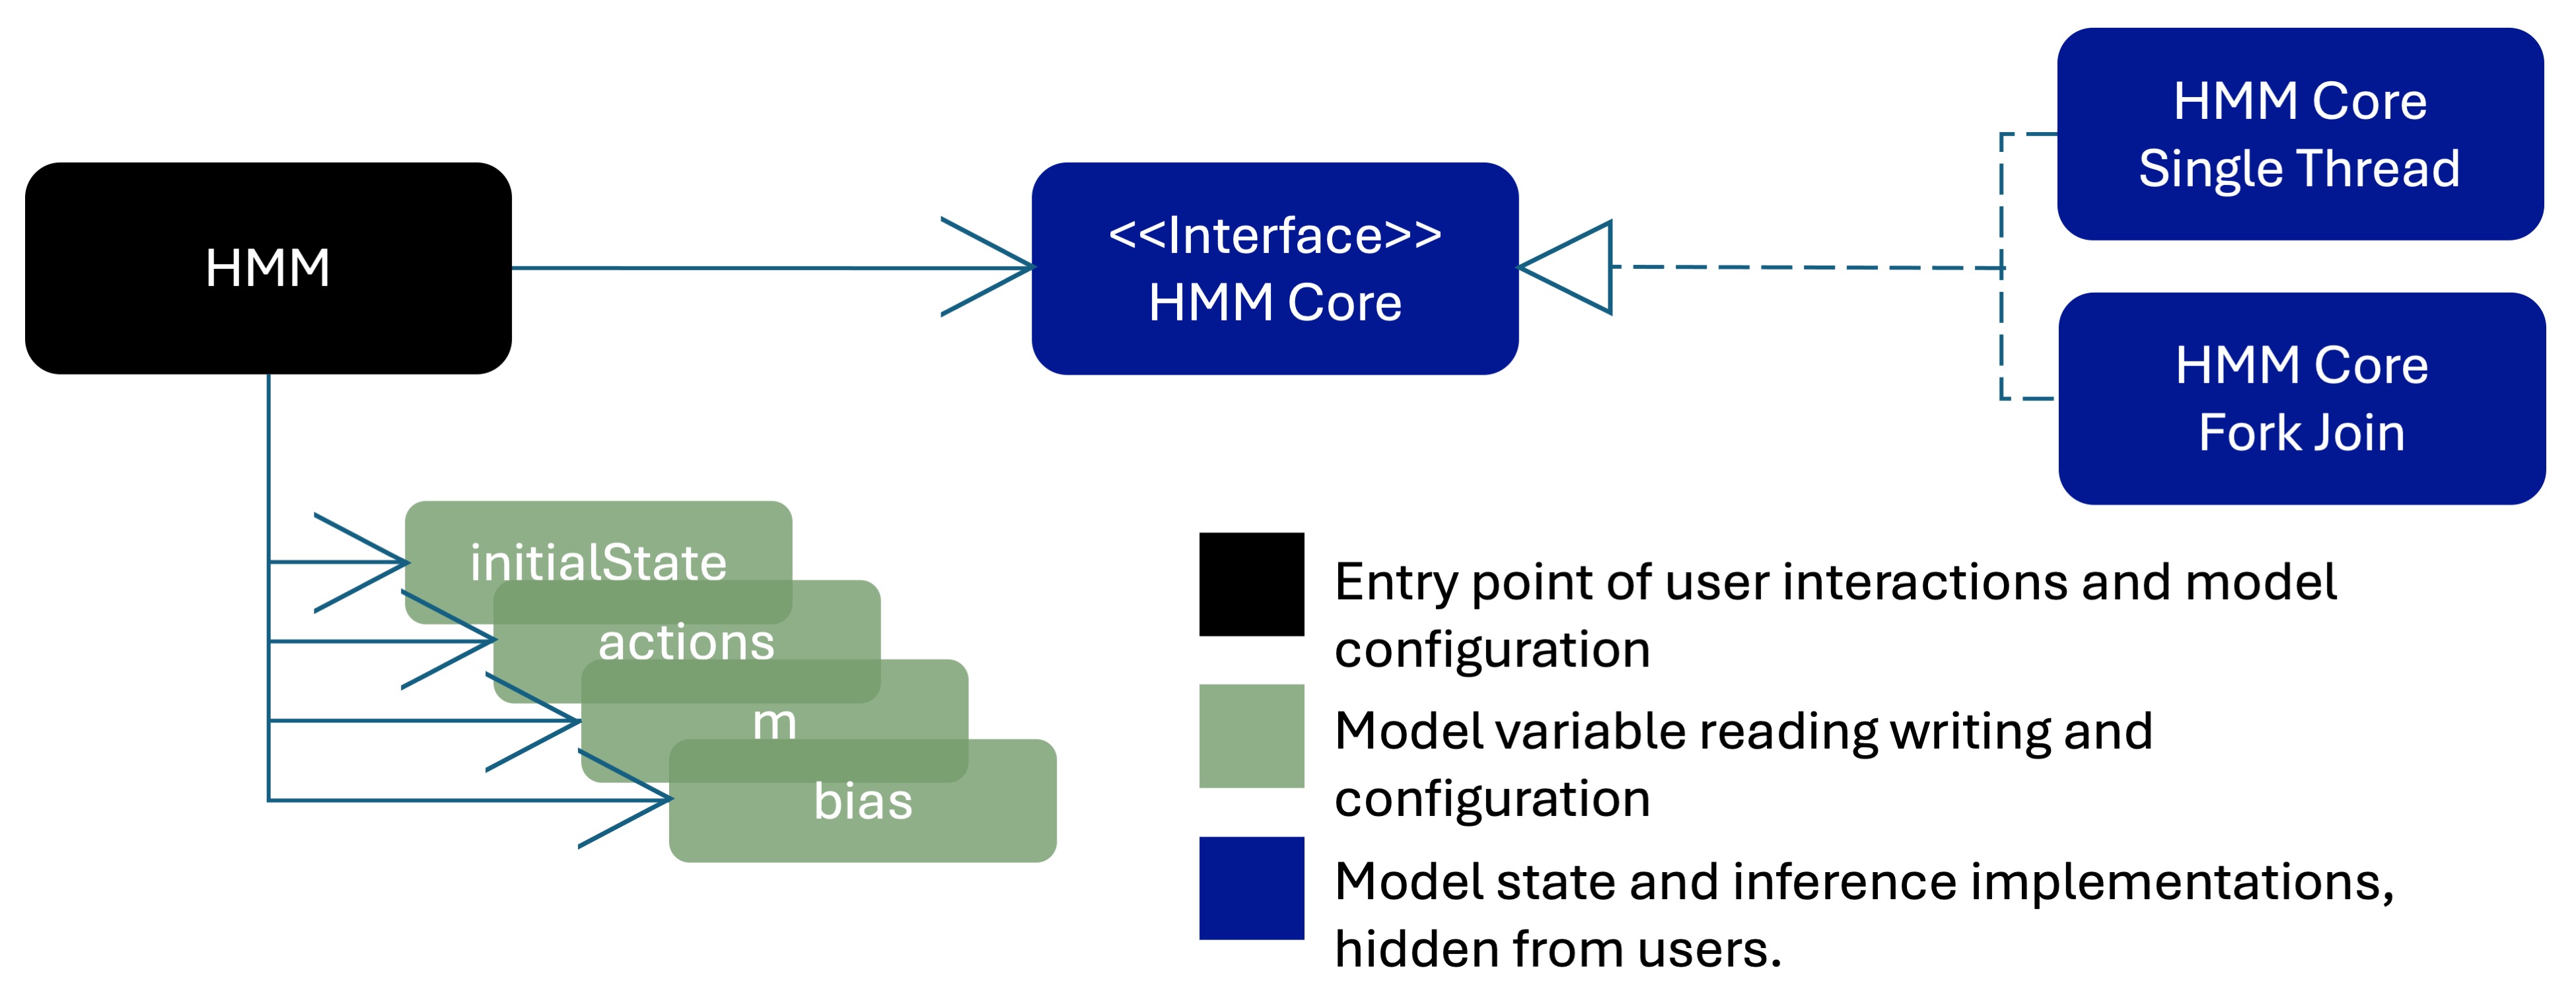 HMM
<<Interface>>
HMM Core
HMM Core
Single Thread
HMM Core
Fork Join
initialState
actions
m
bias
Entry point of user interactions and model
configuration
Model variable reading writing and
configuration
Model state and inference implementations,
hidden from users.